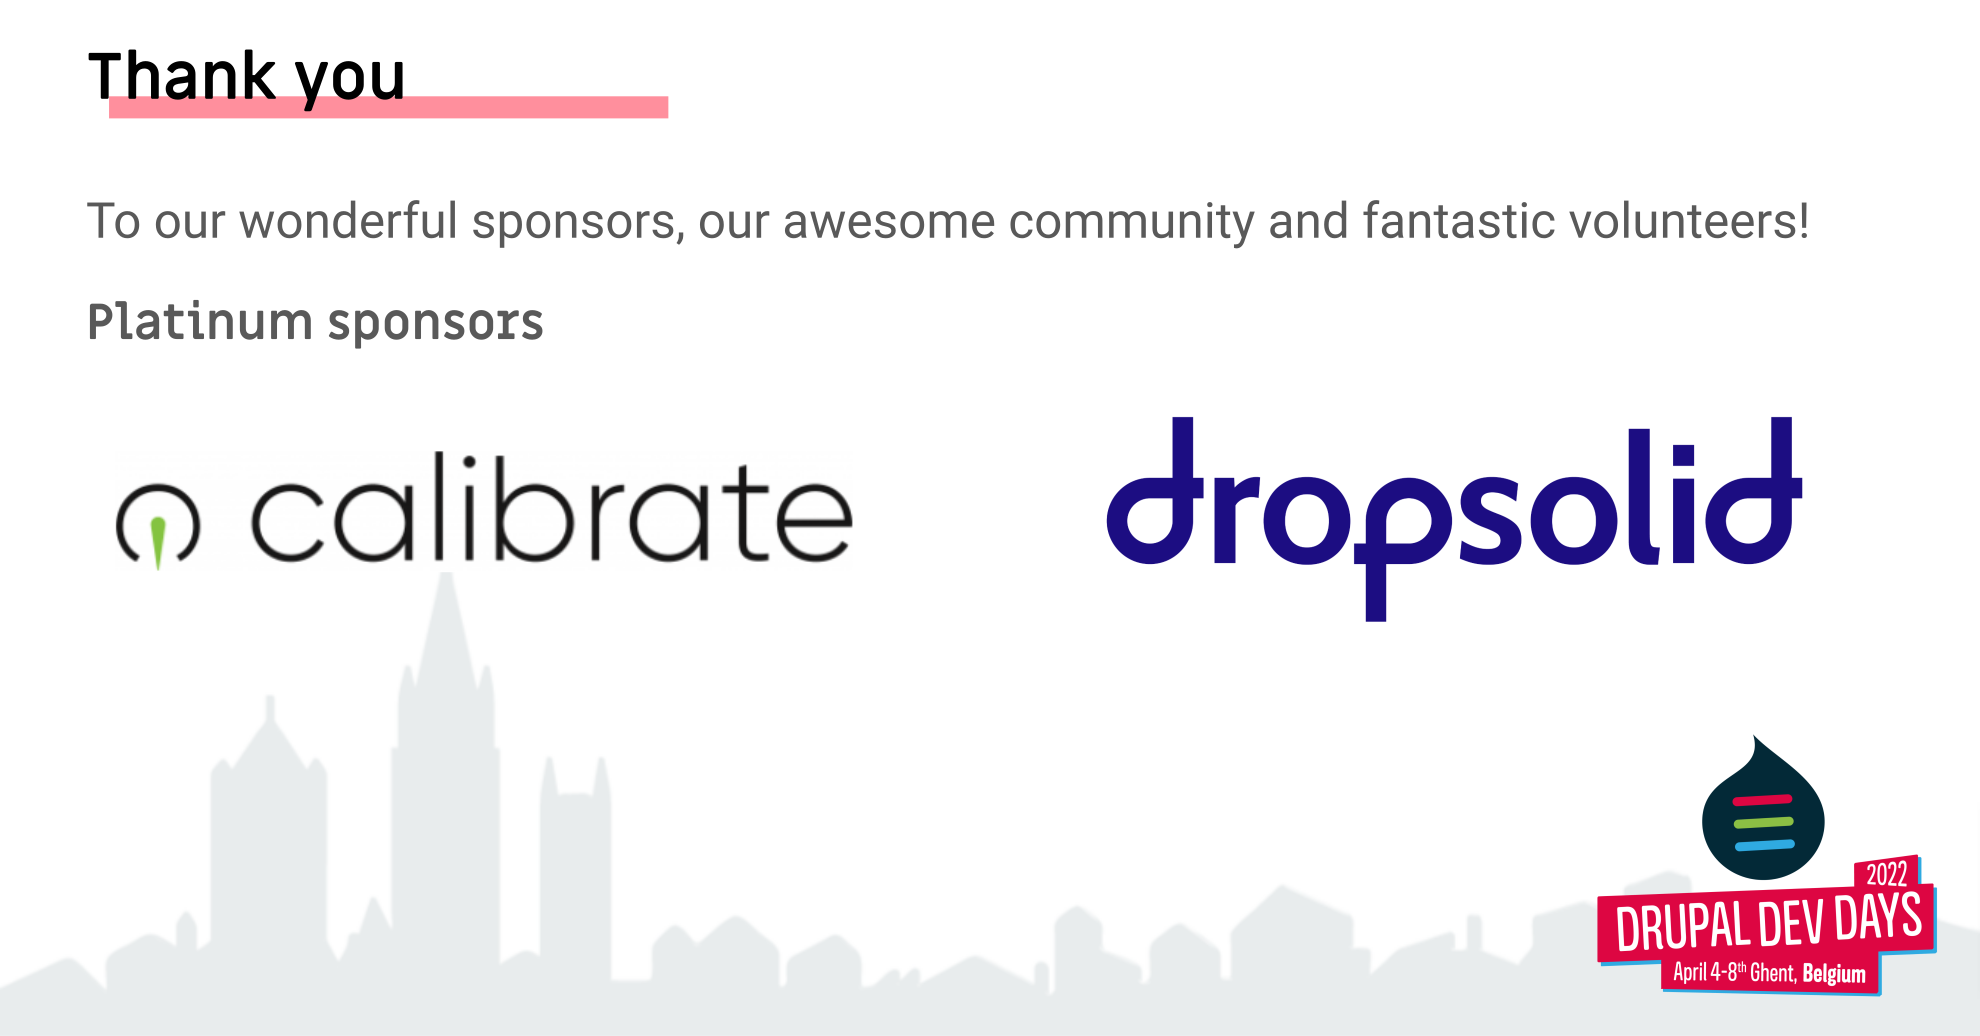 Thank you
To our wonderful sponsors, our awesome community and fantastic volunteers!
Platinum sponsors
calibrate
dropsolid
2022
DRUPAL DEV DAYS
April 4-8th Ghent, Belgium